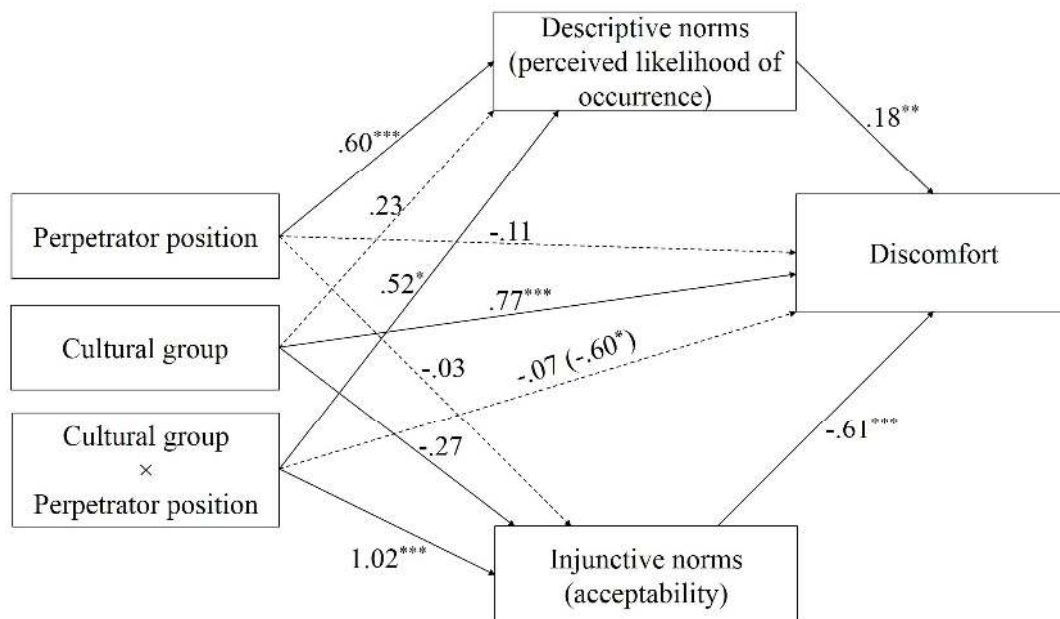 Descriptive norms
(perceived likelihood of
occurrence)
.60***
.18**
.23
Perpetrator position
-.11
Discomfort
.52*
.77***
Cultural group
-.03
-.07 (-.60*)
Cultural group
×
Perpetrator position
-.27
-.61***
1.02***
Injunctive norms
(acceptability)